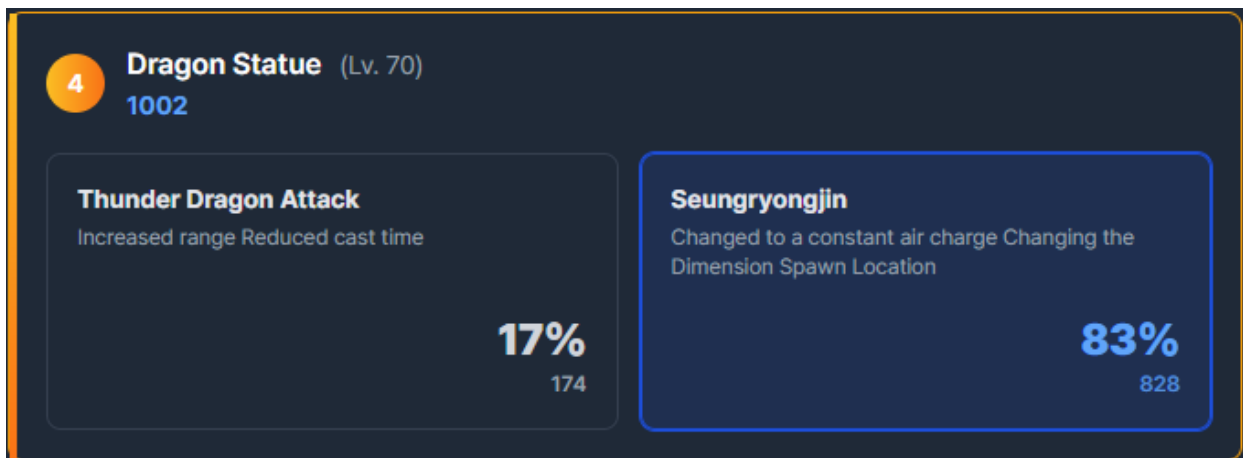 4
Dragon Statue (Lv. 70)
1002
Thunder Dragon Attack
Increased range Reduced cast time
17%
174
Seungryongjin
Changed to a constant air charge Changing the
Dimension Spawn Location
83%
828